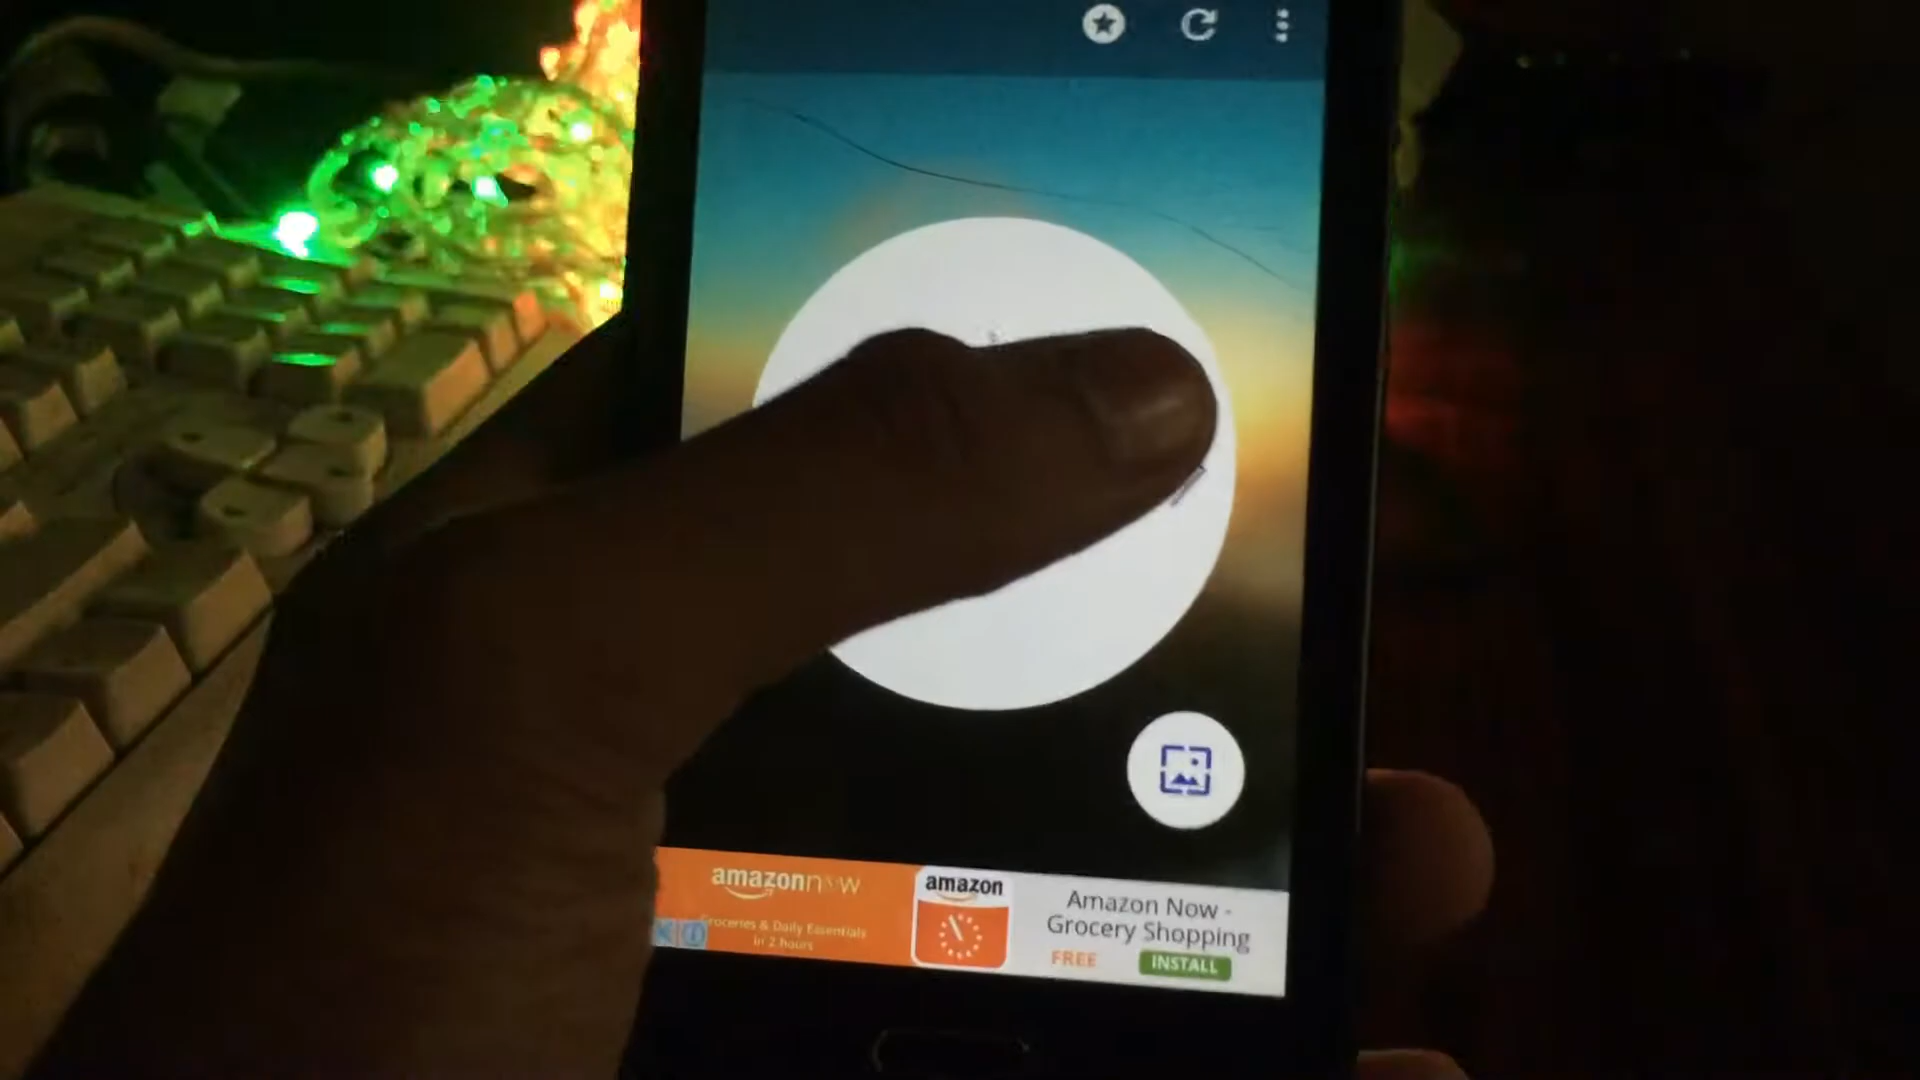 amazonnow
Groceries & Daily Essentials
in 2 hours
amazon
Amazon Now -
Grocery Shopping
FREE
INSTALL